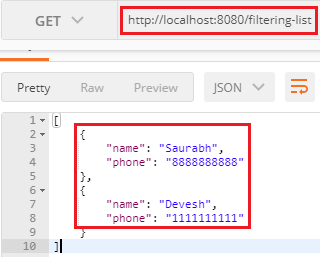 GET http://localhost:8080/filtering-list
Pretty Raw Preview JSON
1 [
2 {
3 "name": "Saurabh",
4 "phone": "8888888888"
5 },
6 {
7 "name": "Devesh",
8 "phone": "1111111111"
9 }
10 ]